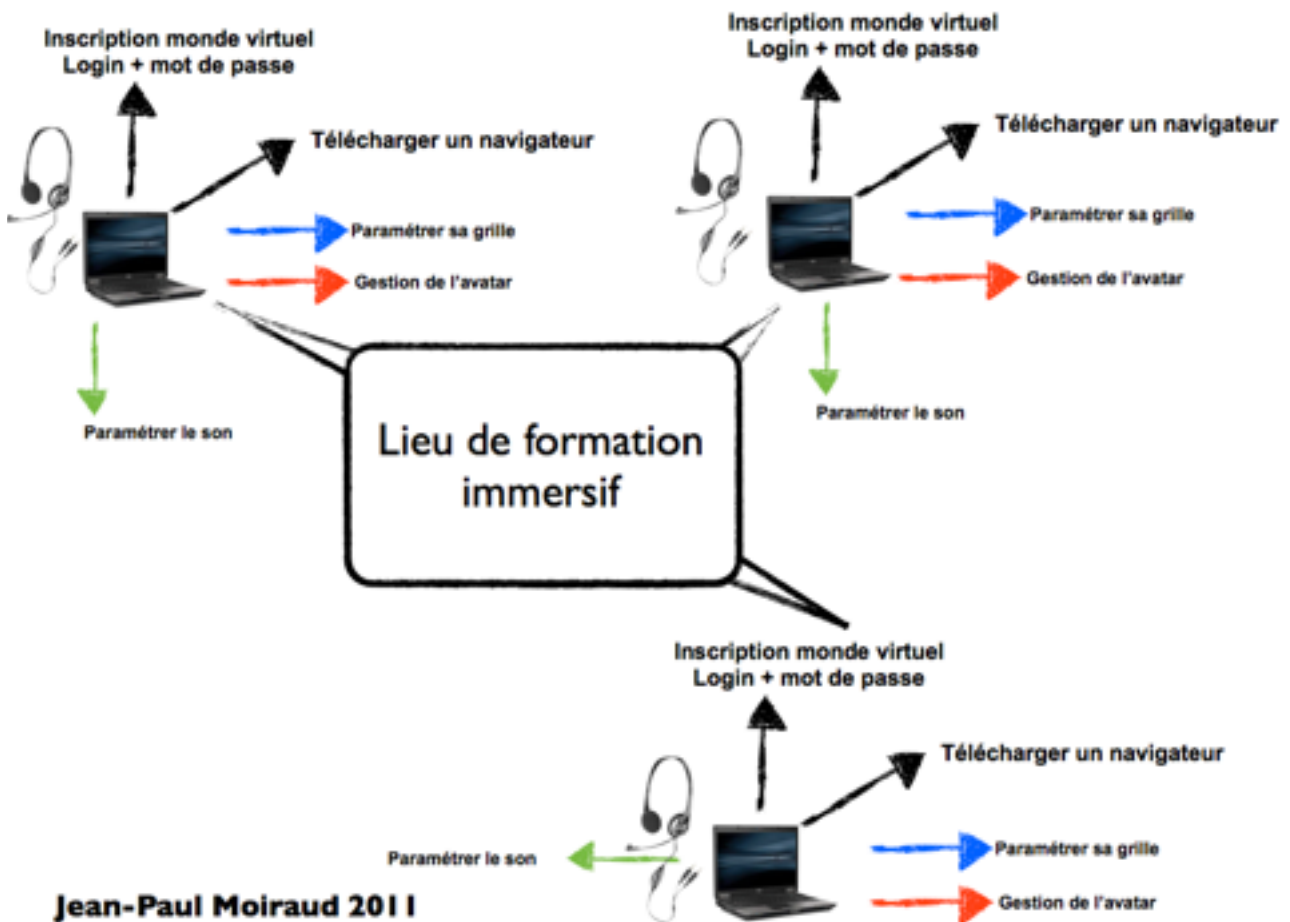 Inscription monde virtuel
Login + mot de passe
Télécharger un navigateur
Paramétrer sa grille
Gestion de l'avatar
Paramétrer le son
Inscription monde virtuel
Login + mot de passe
Télécharger un navigateur
Paramétrer sa grille
Gestion de l'avatar
Paramétrer le son
Lieu de formation
immersif
Inscription monde virtuel
Login + mot de passe
Télécharger un navigateur
Paramétrer sa grille
Paramétrer le son
Gestion de l'avatar
Jean-Paul Moiraud 2011